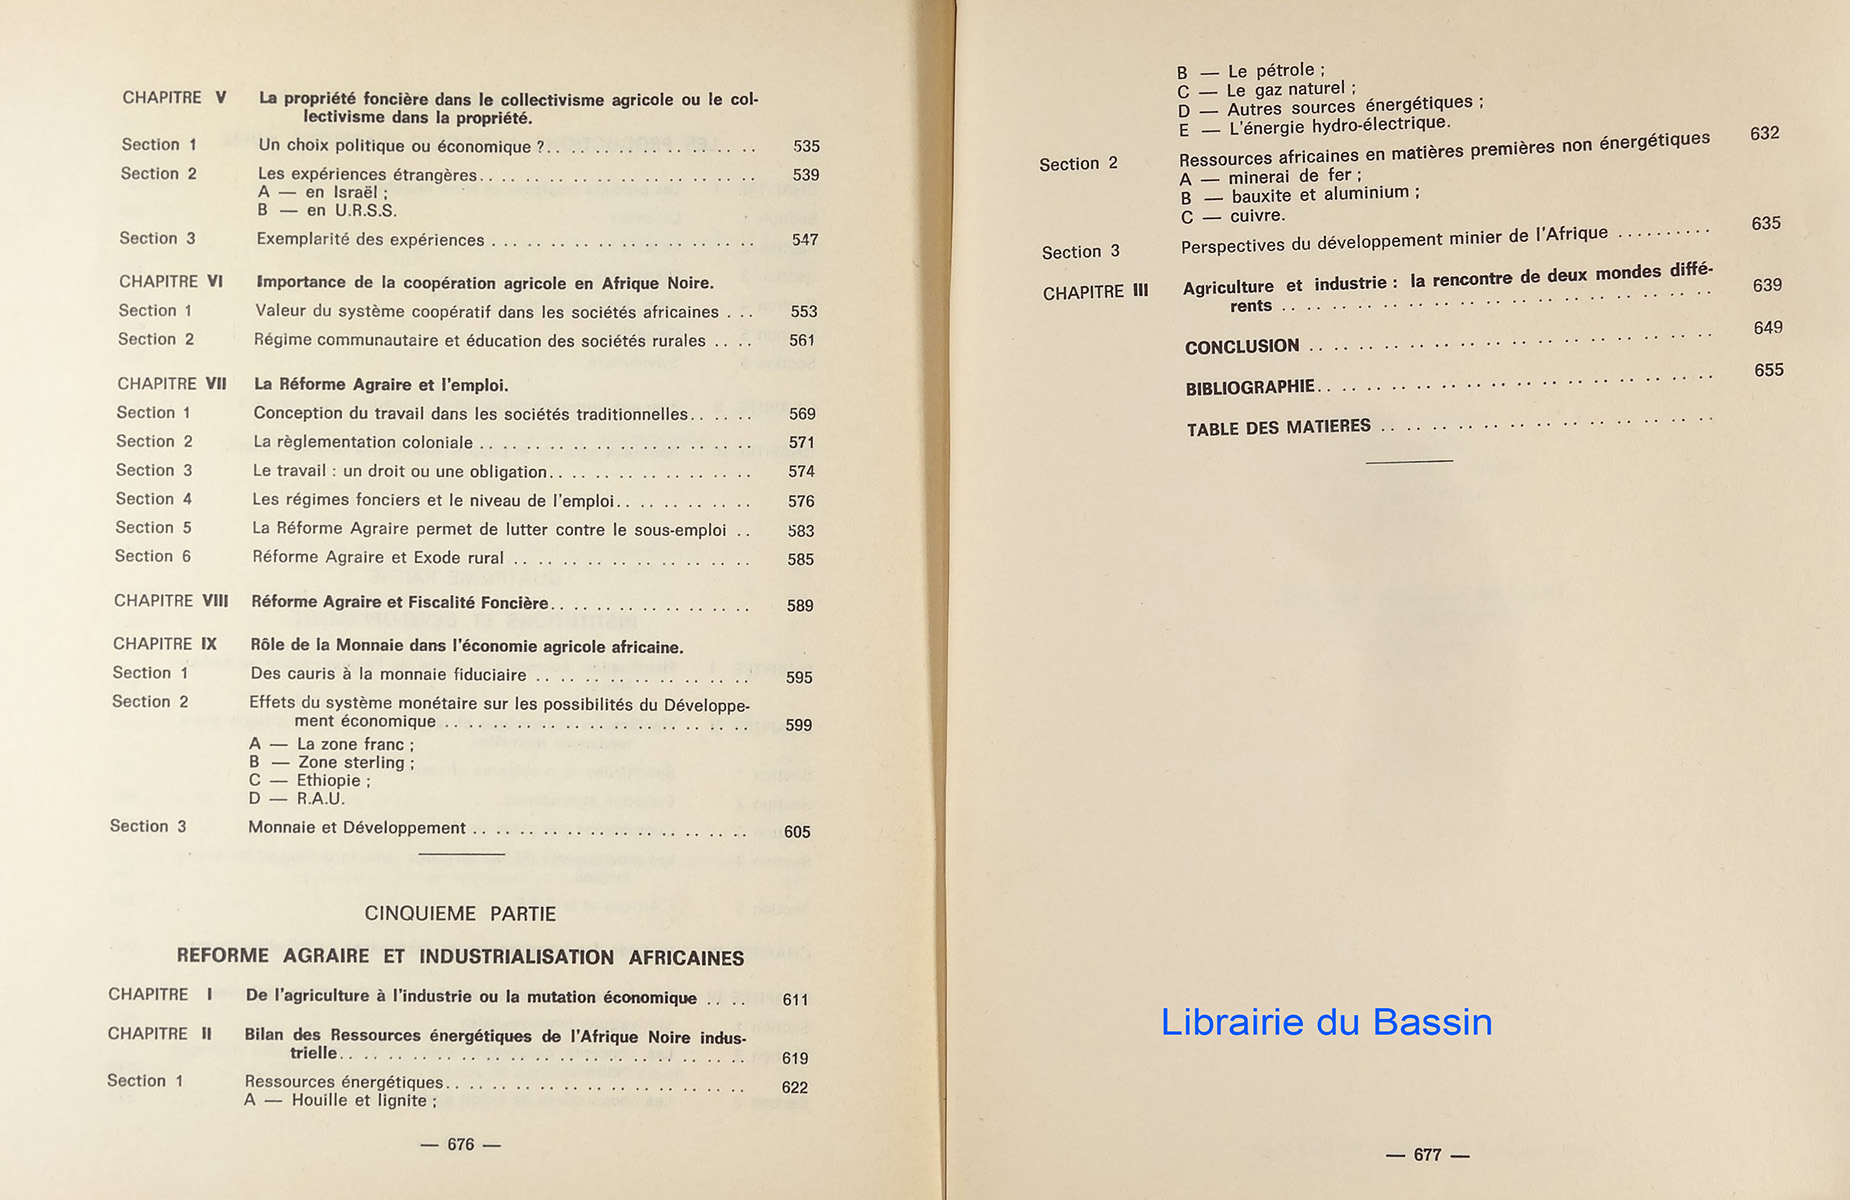 CHAPITRE V La propriété foncière dans le collectivisme agricole ou le col-
lectivisme dans la propriété.
Section 1 Un choix politique ou économique ?. . . . . . . . . . . . . . . 535
Section 2 Les expériences étrangères. . . . . . . . . . . . . . . . . . . 539
A — en Israël ;
B — en U.R.S.S.
Section 3 Exemplarité des expériences . . . . . . . . . . . . . . . . . . 547
CHAPITRE VI Importance de la coopération agricole en Afrique Noire.
Section 1 Valeur du système coopératif dans les sociétés africaines . . . 553
Section 2 Régime communautaire et éducation des sociétés rurales . . . . 561
CHAPITRE VII La Réforme Agraire et l'emploi.
Section 1 Conception du travail dans les sociétés traditionnelles. . . . . 569
Section 2 La règlementation coloniale . . . . . . . . . . . . . . . . . . 571
Section 3 Le travail : un droit ou une obligation. . . . . . . . . . . . . . 574
Section 4 Les régimes fonciers et le niveau de l'emploi. . . . . . . . . . 576
Section 5 La Réforme Agraire permet de lutter contre le sous-emploi . . 583
Section 6 Réforme Agraire et Exode rural . . . . . . . . . . . . . . . . 585
CHAPITRE VIII Réforme Agraire et Fiscalité Foncière. . . . . . . . . . . . . . 589
CHAPITRE IX Rôle de la Monnaie dans l'économie agricole africaine.
Section 1 Des cauris à la monnaie fiduciaire . . . . . . . . . . . . . . . 595
Section 2 Effets du système monétaire sur les possibilités du Développe-
ment économique . . . . . . . . . . . . . . . . . . . . 599
A — La zone franc ;
B — Zone sterling ;
C — Ethiopie ;
D — R.A.U.
Section 3 Monnaie et Développement . . . . . . . . . . . . . . . . . . . 605
CINQUIEME PARTIE
REFORME AGRAIRE ET INDUSTRIALISATION AFRICAINES
CHAPITRE I De l'agriculture à l'industrie ou la mutation économique . . . . 611
CHAPITRE II Bilan des Ressources énergétiques de l'Afrique Noire indus-
trielle. . . . . . . . . . . . . . . . . . . . . . . . . . . 619
Section 1 Ressources énergétiques. . . . . . . . . . . . . . . . . . . . 622
A — Houille et lignite ;
— 676 —
B — Le pétrole ;
C — Le gaz naturel ;
D — Autres sources énergétiques ;
E — L'énergie hydro-électrique.
Section 2 Ressources africaines en matières premières non énergétiques 632
A — minerai de fer ;
B — bauxite et aluminium ;
C — cuivre.
Section 3 Perspectives du développement minier de l'Afrique . . . . . . . . . . 635
CHAPITRE III Agriculture et industrie : la rencontre de deux mondes diffé-
rents . . . . . . . . . . . . . . . . . . 639
CONCLUSION . . . . . . . . . . . . . . . . . 649
BIBLIOGRAPHIE. . . . . . . . . . . . . . . . . 655
TABLE DES MATIERES . . . . . . . . . . . . . .
— 677 —
Librairie du Bassin